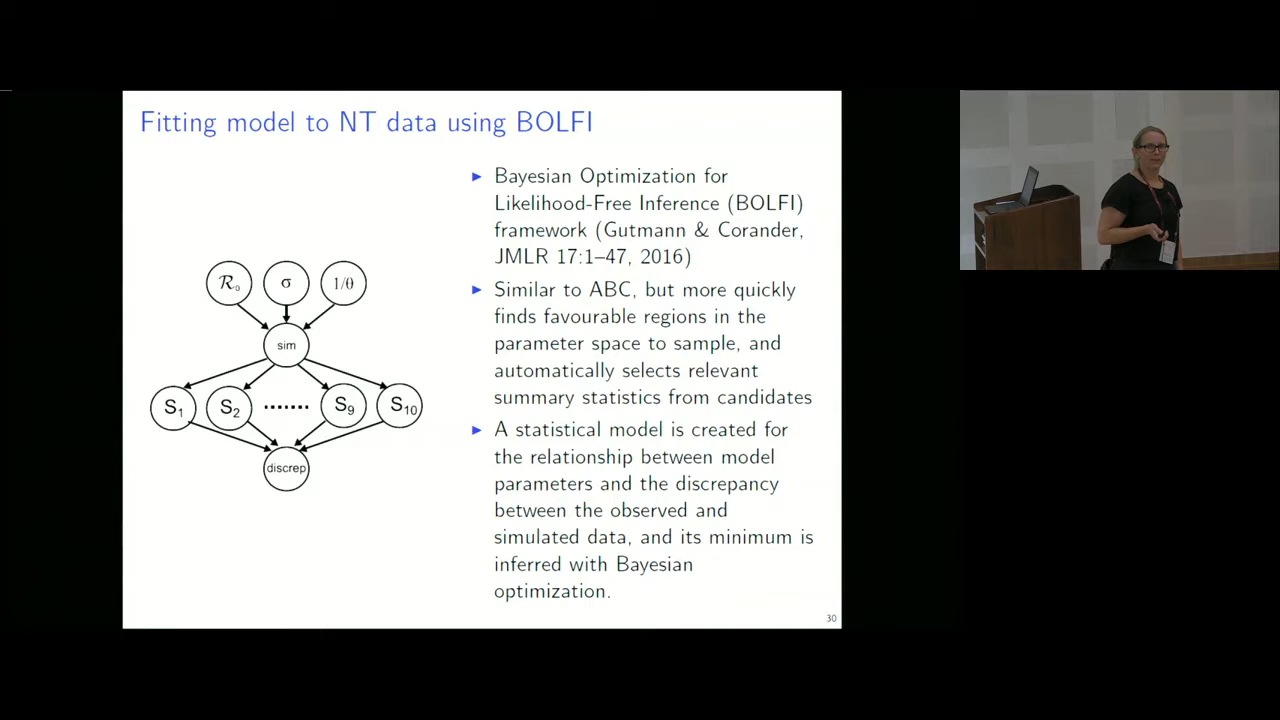 Fitting model to NT data using BOLFI
ℛ₀ σ 1/θ
sim
S₁ S₂ ....... S₉ S₁₀
discrep
▶ Bayesian Optimization for
Likelihood-Free Inference (BOLFI)
framework (Gutmann & Corander,
JMLR 17:1–47, 2016)
▶ Similar to ABC, but more quickly
finds favourable regions in the
parameter space to sample, and
automatically selects relevant
summary statistics from candidates
▶ A statistical model is created for
the relationship between model
parameters and the discrepancy
between the observed and
simulated data, and its minimum is
inferred with Bayesian
optimization.
30